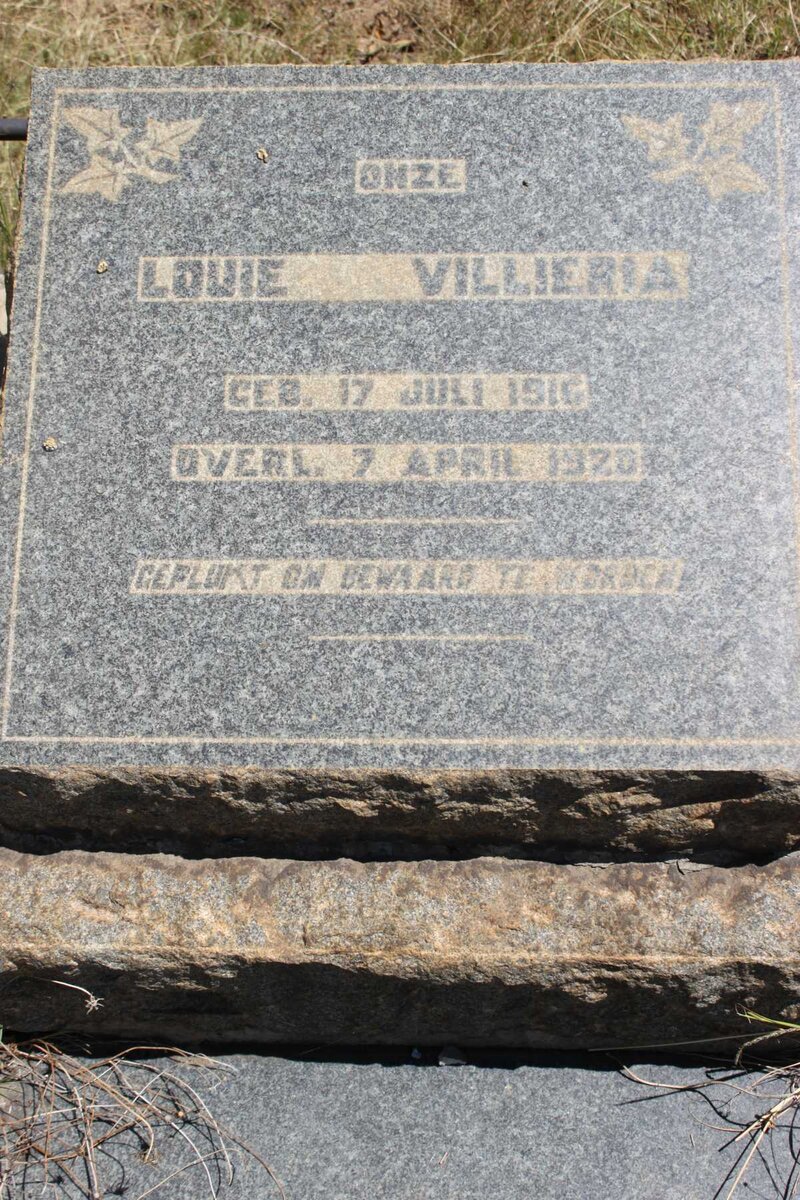 ONZE
LOUIE VILLIERIA
GEB. 17 JULI 1916
OVERL. 7 APRIL 1920
GEPLUKT OM BEWAARD TE WORDEN